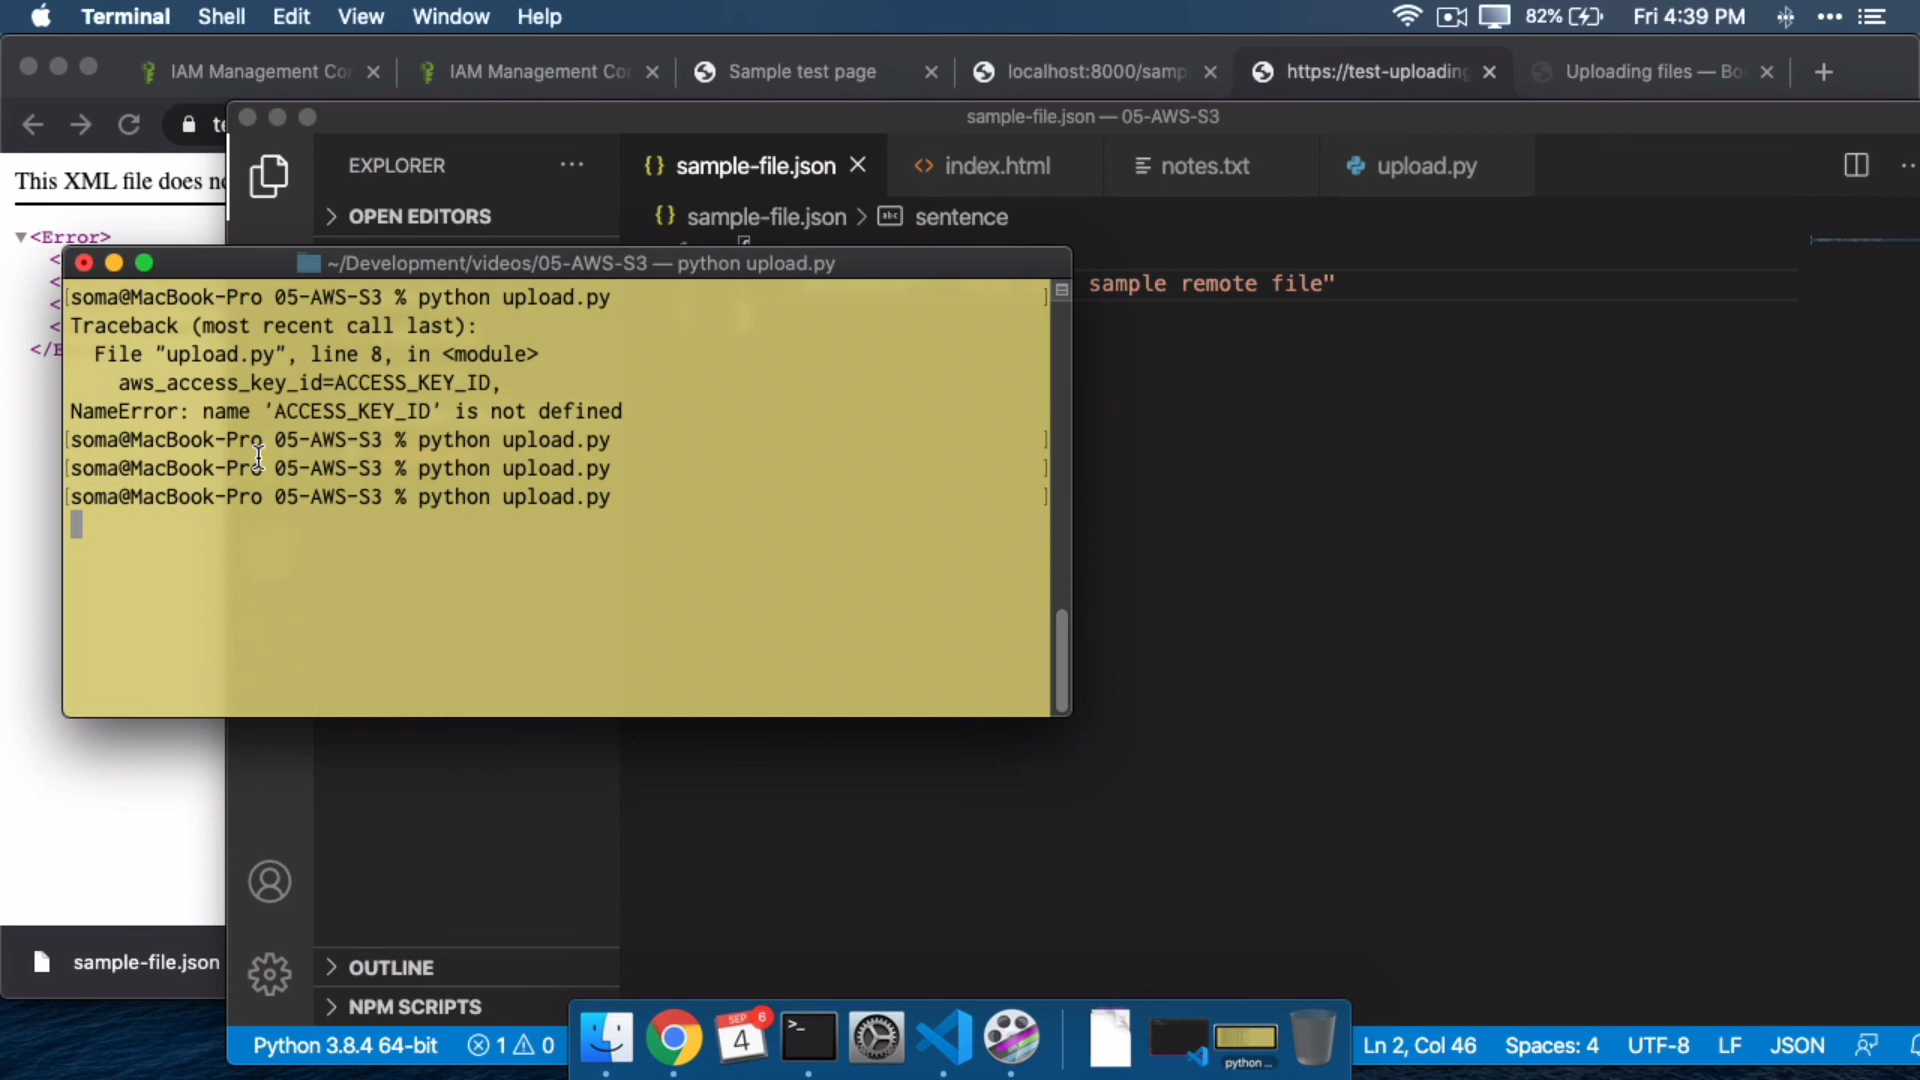 Terminal Shell Edit View Window Help 82% Fri 4:39 PM
IAM Management Co IAM Management Co Sample test page localhost:8000/samp https://test-uploading Uploading files — Bo
sample-file.json — 05-AWS-S3
This XML file does
EXPLORER
sample-file.json index.html notes.txt upload.py
OPEN EDITORS
sample-file.json > sentence
<Error>
~/Development/videos/05-AWS-S3 — python upload.py
sample remote file"
[soma@MacBook-Pro 05-AWS-S3 % python upload.py ]
Traceback (most recent call last):
File "upload.py", line 8, in <module>
aws_access_key_id=ACCESS_KEY_ID,
NameError: name 'ACCESS_KEY_ID' is not defined
[soma@MacBook-Pro 05-AWS-S3 % python upload.py ]
[soma@MacBook-Pro 05-AWS-S3 % python upload.py ]
[soma@MacBook-Pro 05-AWS-S3 % python upload.py ]
sample-file.json
OUTLINE
NPM SCRIPTS
SEP 6
4
python ...
Python 3.8.4 64-bit 1 0 Ln 2, Col 46 Spaces: 4 UTF-8 LF JSON